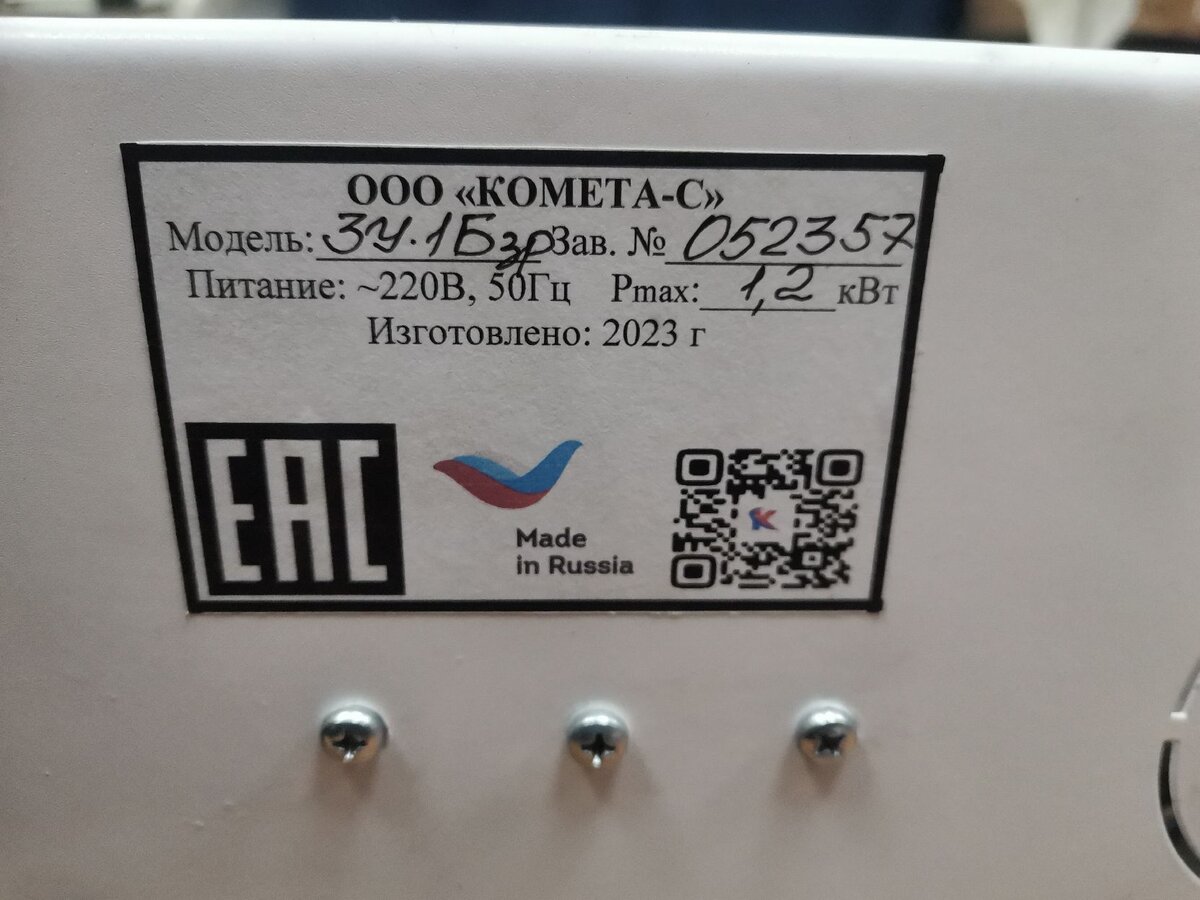 ООО «КОМЕТА-С»
Модель: ЗУ.1Бзр Зав. № 052357
Питание: ~220В, 50Гц Pmax: 1,2 кВт
Изготовлено: 2023 г
EAC
Made
in Russia